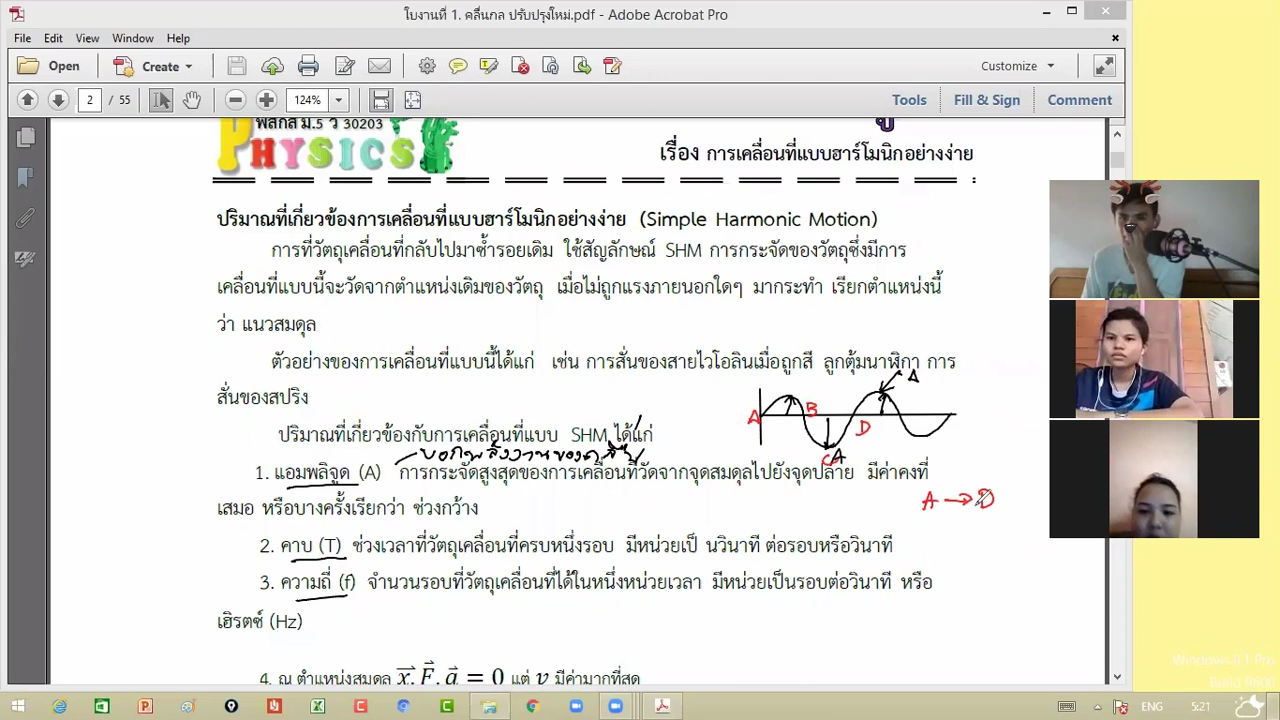 ใบงานที่ 1. คลื่นกล ปรับปรุงใหม่.pdf - Adobe Acrobat Pro
File Edit View Window Help
Open Create Customize
2 / 55 124% Tools Fill & Sign Comment
ฟิสิกส์ ม.5 ว 30203
PHYSICS
เรื่อง การเคลื่อนที่แบบฮาร์โมนิกอย่างง่าย
ปริมาณที่เกี่ยวข้องการเคลื่อนที่แบบฮาร์โมนิกอย่างง่าย (Simple Harmonic Motion)
การที่วัตถุเคลื่อนที่กลับไปมาซ้ำรอยเดิม ใช้สัญลักษณ์ SHM การกระจัดของวัตถุซึ่งมีการ
เคลื่อนที่แบบนี้จะวัดจากตำแหน่งเดิมของวัตถุ เมื่อไม่ถูกแรงภายนอกใดๆ มากระทำ เรียกตำแหน่งนี้
ว่า แนวสมดุล
ตัวอย่างของการเคลื่อนที่แบบนี้ได้แก่ เช่น การสั่นของสายไวโอลินเมื่อถูกสี ลูกตุ้มนาฬิกา การ
สั่นของสปริง
A B C A D A
ปริมาณที่เกี่ยวข้องกับการเคลื่อนที่แบบ SHM ได้แก่
1. แอมพลิจูด (A) การกระจัดสูงสุดของการเคลื่อนที่วัดจากจุดสมดุลไปยังจุดปลาย มีค่าคงที่
A → D
เสมอ หรือบางครั้งเรียกว่า ช่วงกว้าง
2. คาบ (T) ช่วงเวลาที่วัตถุเคลื่อนที่ครบหนึ่งรอบ มีหน่วยเป็ นวินาที ต่อรอบหรือวินาที
3. ความถี่ (f) จำนวนรอบที่วัตถุเคลื่อนที่ได้ในหนึ่งหน่วยเวลา มีหน่วยเป็นรอบต่อวินาที หรือ
เฮิรตซ์ (Hz)
4. ณ ตำแหน่งสมดุล x, F, a = 0 แต่ v มีค่ามากที่สุด
Windows 8.1 Pro
Build 9600
ENG 5:21